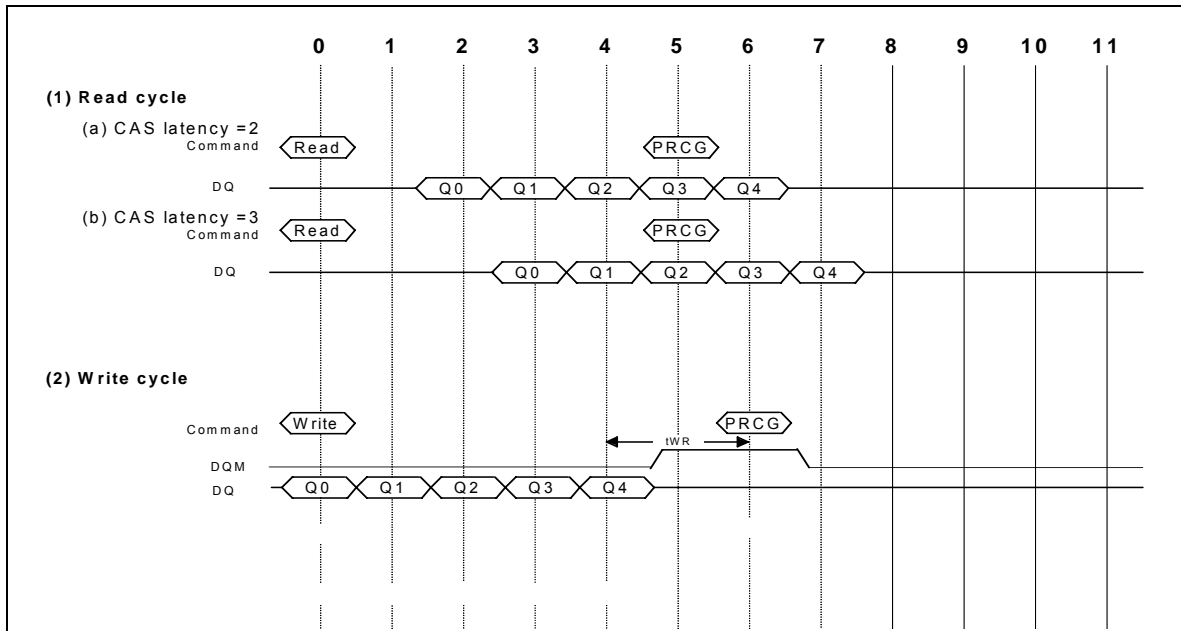 0 1 2 3 4 5 6 7 8 9 10 11
(1) Read cycle
(a) CAS latency =2
Command Read PRCG
DQ Q0 Q1 Q2 Q3 Q4
(b) CAS latency =3
Command Read PRCG
DQ Q0 Q1 Q2 Q3 Q4
(2) Write cycle
Command Write PRCG
tWR
DQM
DQ Q0 Q1 Q2 Q3 Q4